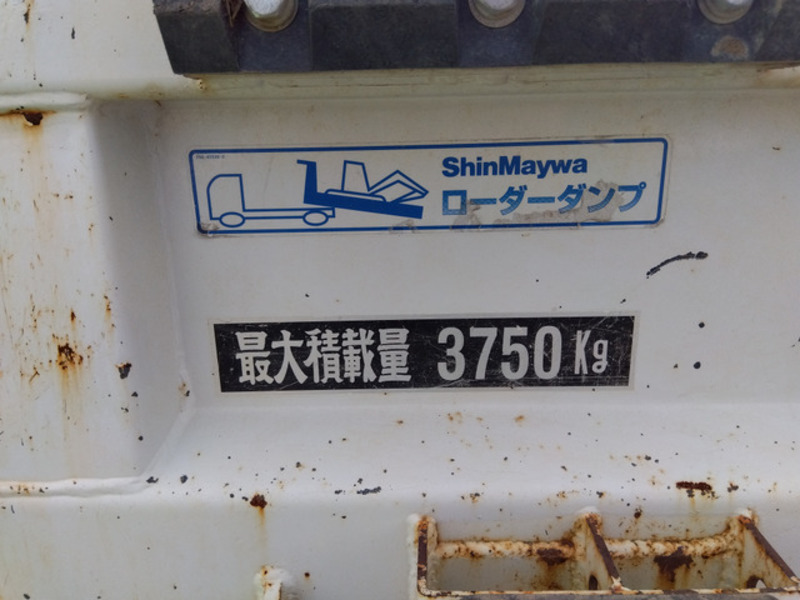 ShinMaywa
ローダーダンプ
最大積載量 3750 Kg